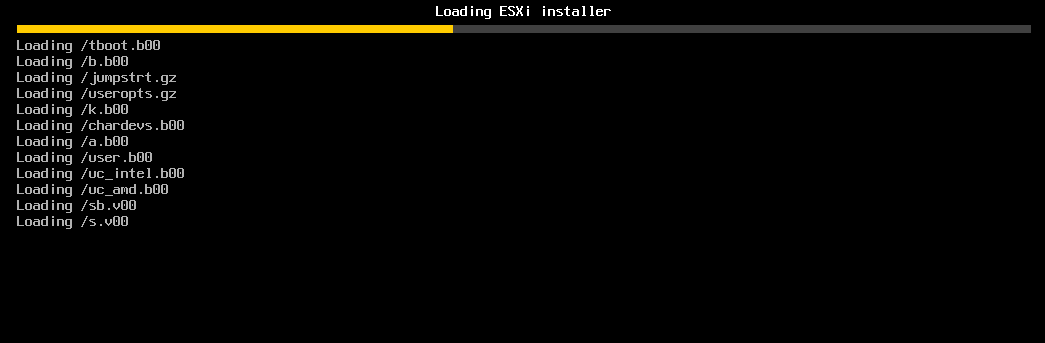 Loading ESXi installer
Loading /tboot.b00
Loading /b.b00
Loading /jumpstrt.gz
Loading /useropts.gz
Loading /k.b00
Loading /chardevs.b00
Loading /a.b00
Loading /user.b00
Loading /uc_intel.b00
Loading /uc_amd.b00
Loading /sb.v00
Loading /s.v00